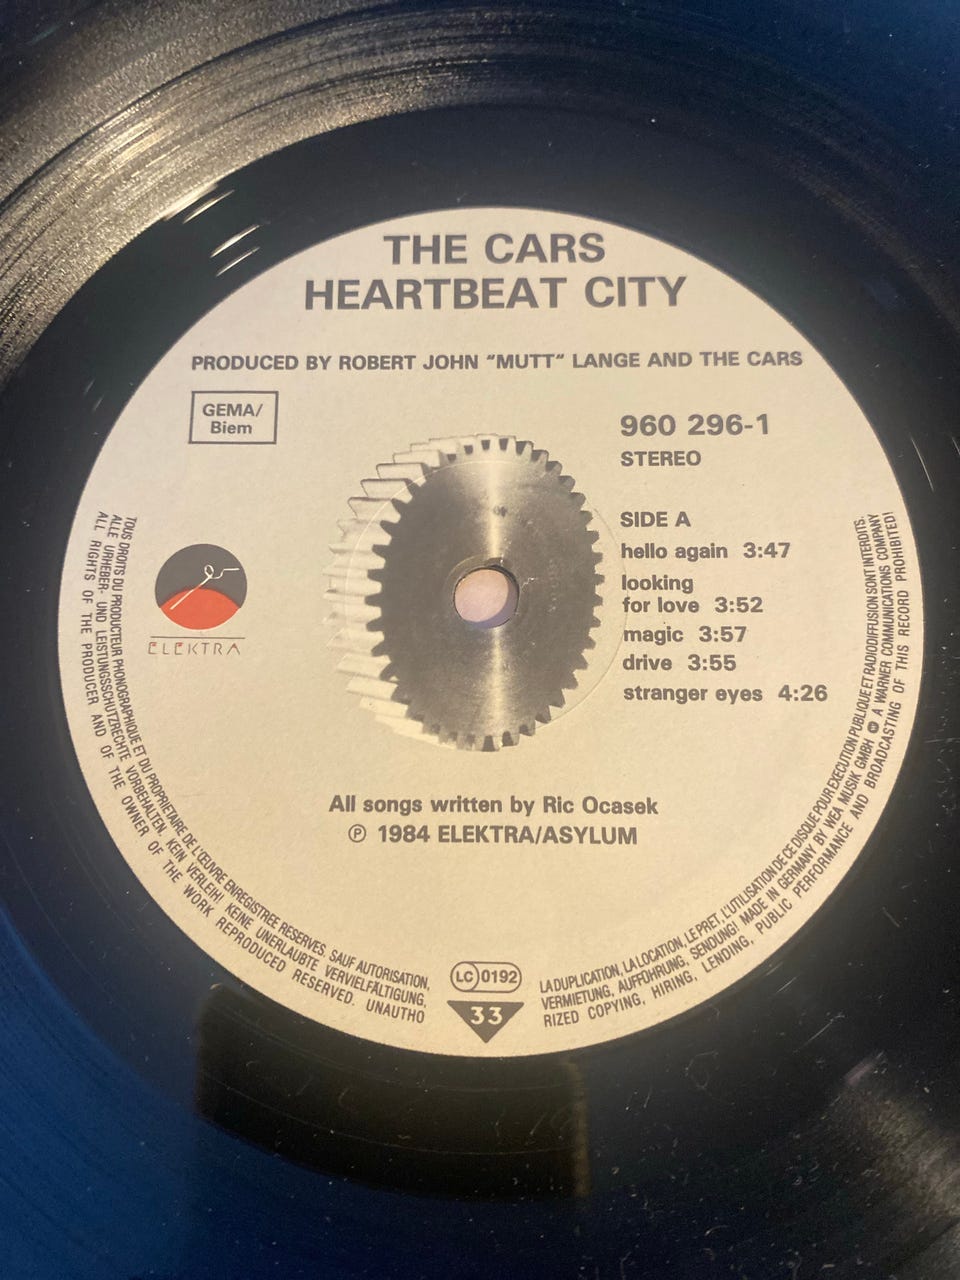 THE CARS
HEARTBEAT CITY
PRODUCED BY ROBERT JOHN "MUTT" LANGE AND THE CARS
GEMA/
Biem
960 296-1
STEREO
SIDE A
hello again 3:47
looking
for love 3:52
magic 3:57
drive 3:55
stranger eyes 4:26
ELEKTRA
All songs written by Ric Ocasek
℗ 1984 ELEKTRA/ASYLUM
LC 0192
33
TOUS DROITS DU PRODUCTEUR PHONOGRAPHIQUE ET DU PROPRIETAIRE DE L'ŒUVRE ENREGISTREE RESERVES. SAUF AUTORISATION,
LA DUPLICATION, LA LOCATION, LE PRET, L'UTILISATION DE CE DISQUE POUR EXECUTION PUBLIQUE ET RADIODIFFUSION SONT INTERDITS.
ALLE URHEBER- UND LEISTUNGSSCHUTZRECHTE VORBEHALTEN. KEIN VERLEIH! KEINE UNERLAUBTE VERVIELFÄLTIGUNG,
VERMIETUNG, AUFFÜHRUNG, SENDUNG! MADE IN GERMANY BY WEA MUSIK GMBH A WARNER COMMUNICATIONS COMPANY
ALL RIGHTS OF THE PRODUCER AND OF THE OWNER OF THE WORK REPRODUCED RESERVED. UNAUTHO
RIZED COPYING, HIRING, LENDING, PUBLIC PERFORMANCE AND BROADCASTING OF THIS RECORD PROHIBITED!